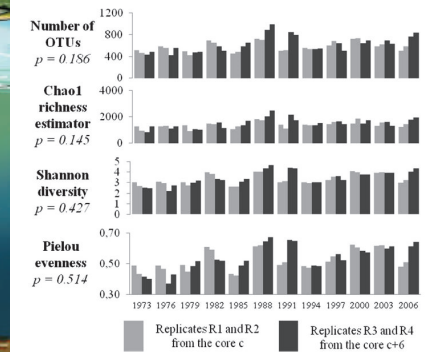 Number of
OTUs
p = 0.186
1200
800
400
0
Chao1
richness
estimator
p = 0.145
4000
2000
0
Shannon
diversity
p = 0.427
5
4
3
2
1
0
Pielou
evenness
p = 0.514
0,70
0.50
0.30
1973 1976 1979 1982 1985 1988 1991 1994 1997 2000 2003 2006
Replicates R1 and R2
from the core c
Replicates R3 and R4
from the core c+6